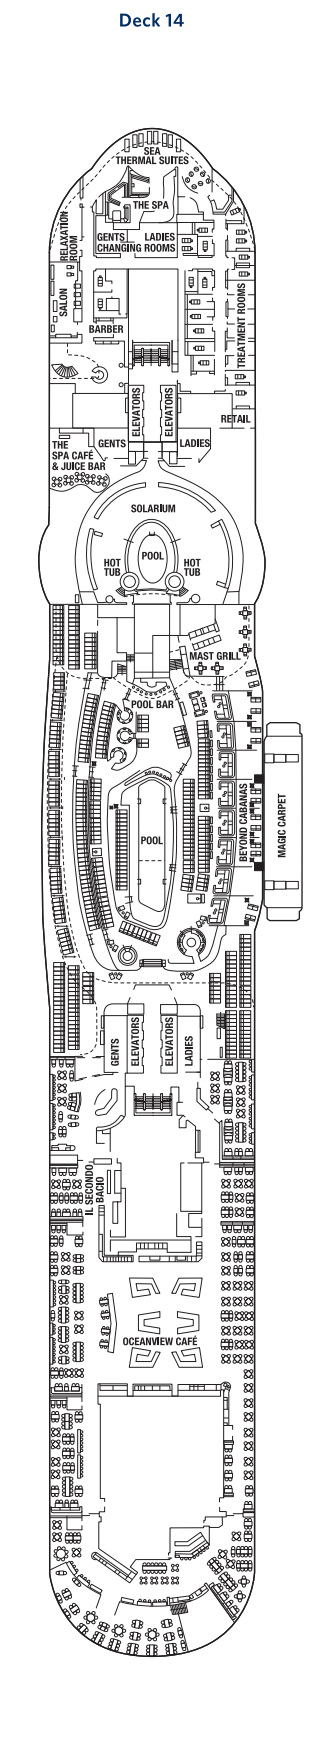 Deck 14
SEA
THERMAL SUITES
THE SPA
RELAXATION
ROOM
GENTS LADIES
CHANGING ROOMS
SALON
BARBER
TREATMENT ROOMS
ELEVATORS
ELEVATORS
RETAIL
THE
SPA CAFÉ
& JUICE BAR
GENTS
LADIES
SOLARIUM
POOL
HOT
TUB
HOT
TUB
MAST GRILL
POOL BAR
POOL
BEYOND CABANAS
MAGIC CARPET
GENTS
ELEVATORS
ELEVATORS
LADIES
IL SECONDO
BACIO
OCEANVIEW CAFÉ